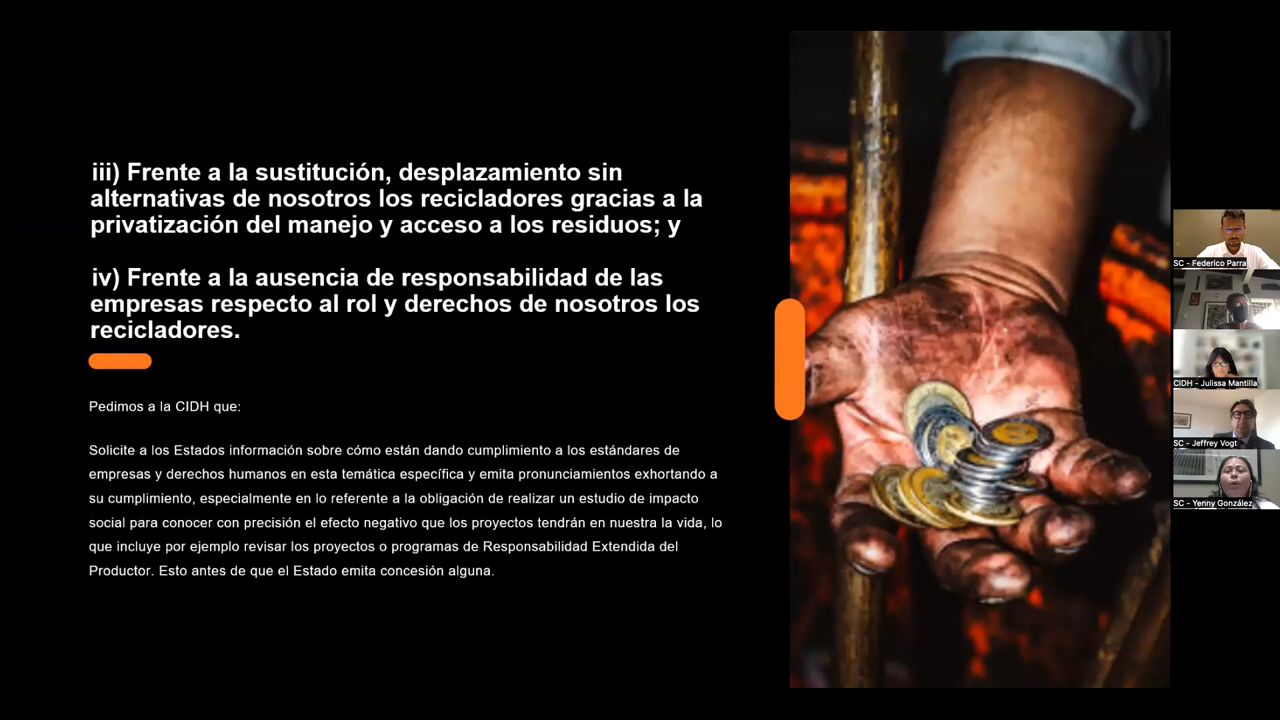 iii) Frente a la sustitución, desplazamiento sin
alternativas de nosotros los recicladores gracias a la
privatización del manejo y acceso a los residuos; y
iv) Frente a la ausencia de responsabilidad de las
empresas respecto al rol y derechos de nosotros los
recicladores.
Pedimos a la CIDH que:
Solicite a los Estados información sobre cómo están dando cumplimiento a los estándares de
empresas y derechos humanos en esta temática específica y emita pronunciamientos exhortando a
su cumplimiento, especialmente en lo referente a la obligación de realizar un estudio de impacto
social para conocer con precisión el efecto negativo que los proyectos tendrán en nuestra la vida, lo
que incluye por ejemplo revisar los proyectos o programas de Responsabilidad Extendida del
Productor. Esto antes de que el Estado emita concesión alguna.
SC - Federico Parra
CIDH - Julissa Mantilla
SC - Jeffrey Vogt
SC - Yenny González